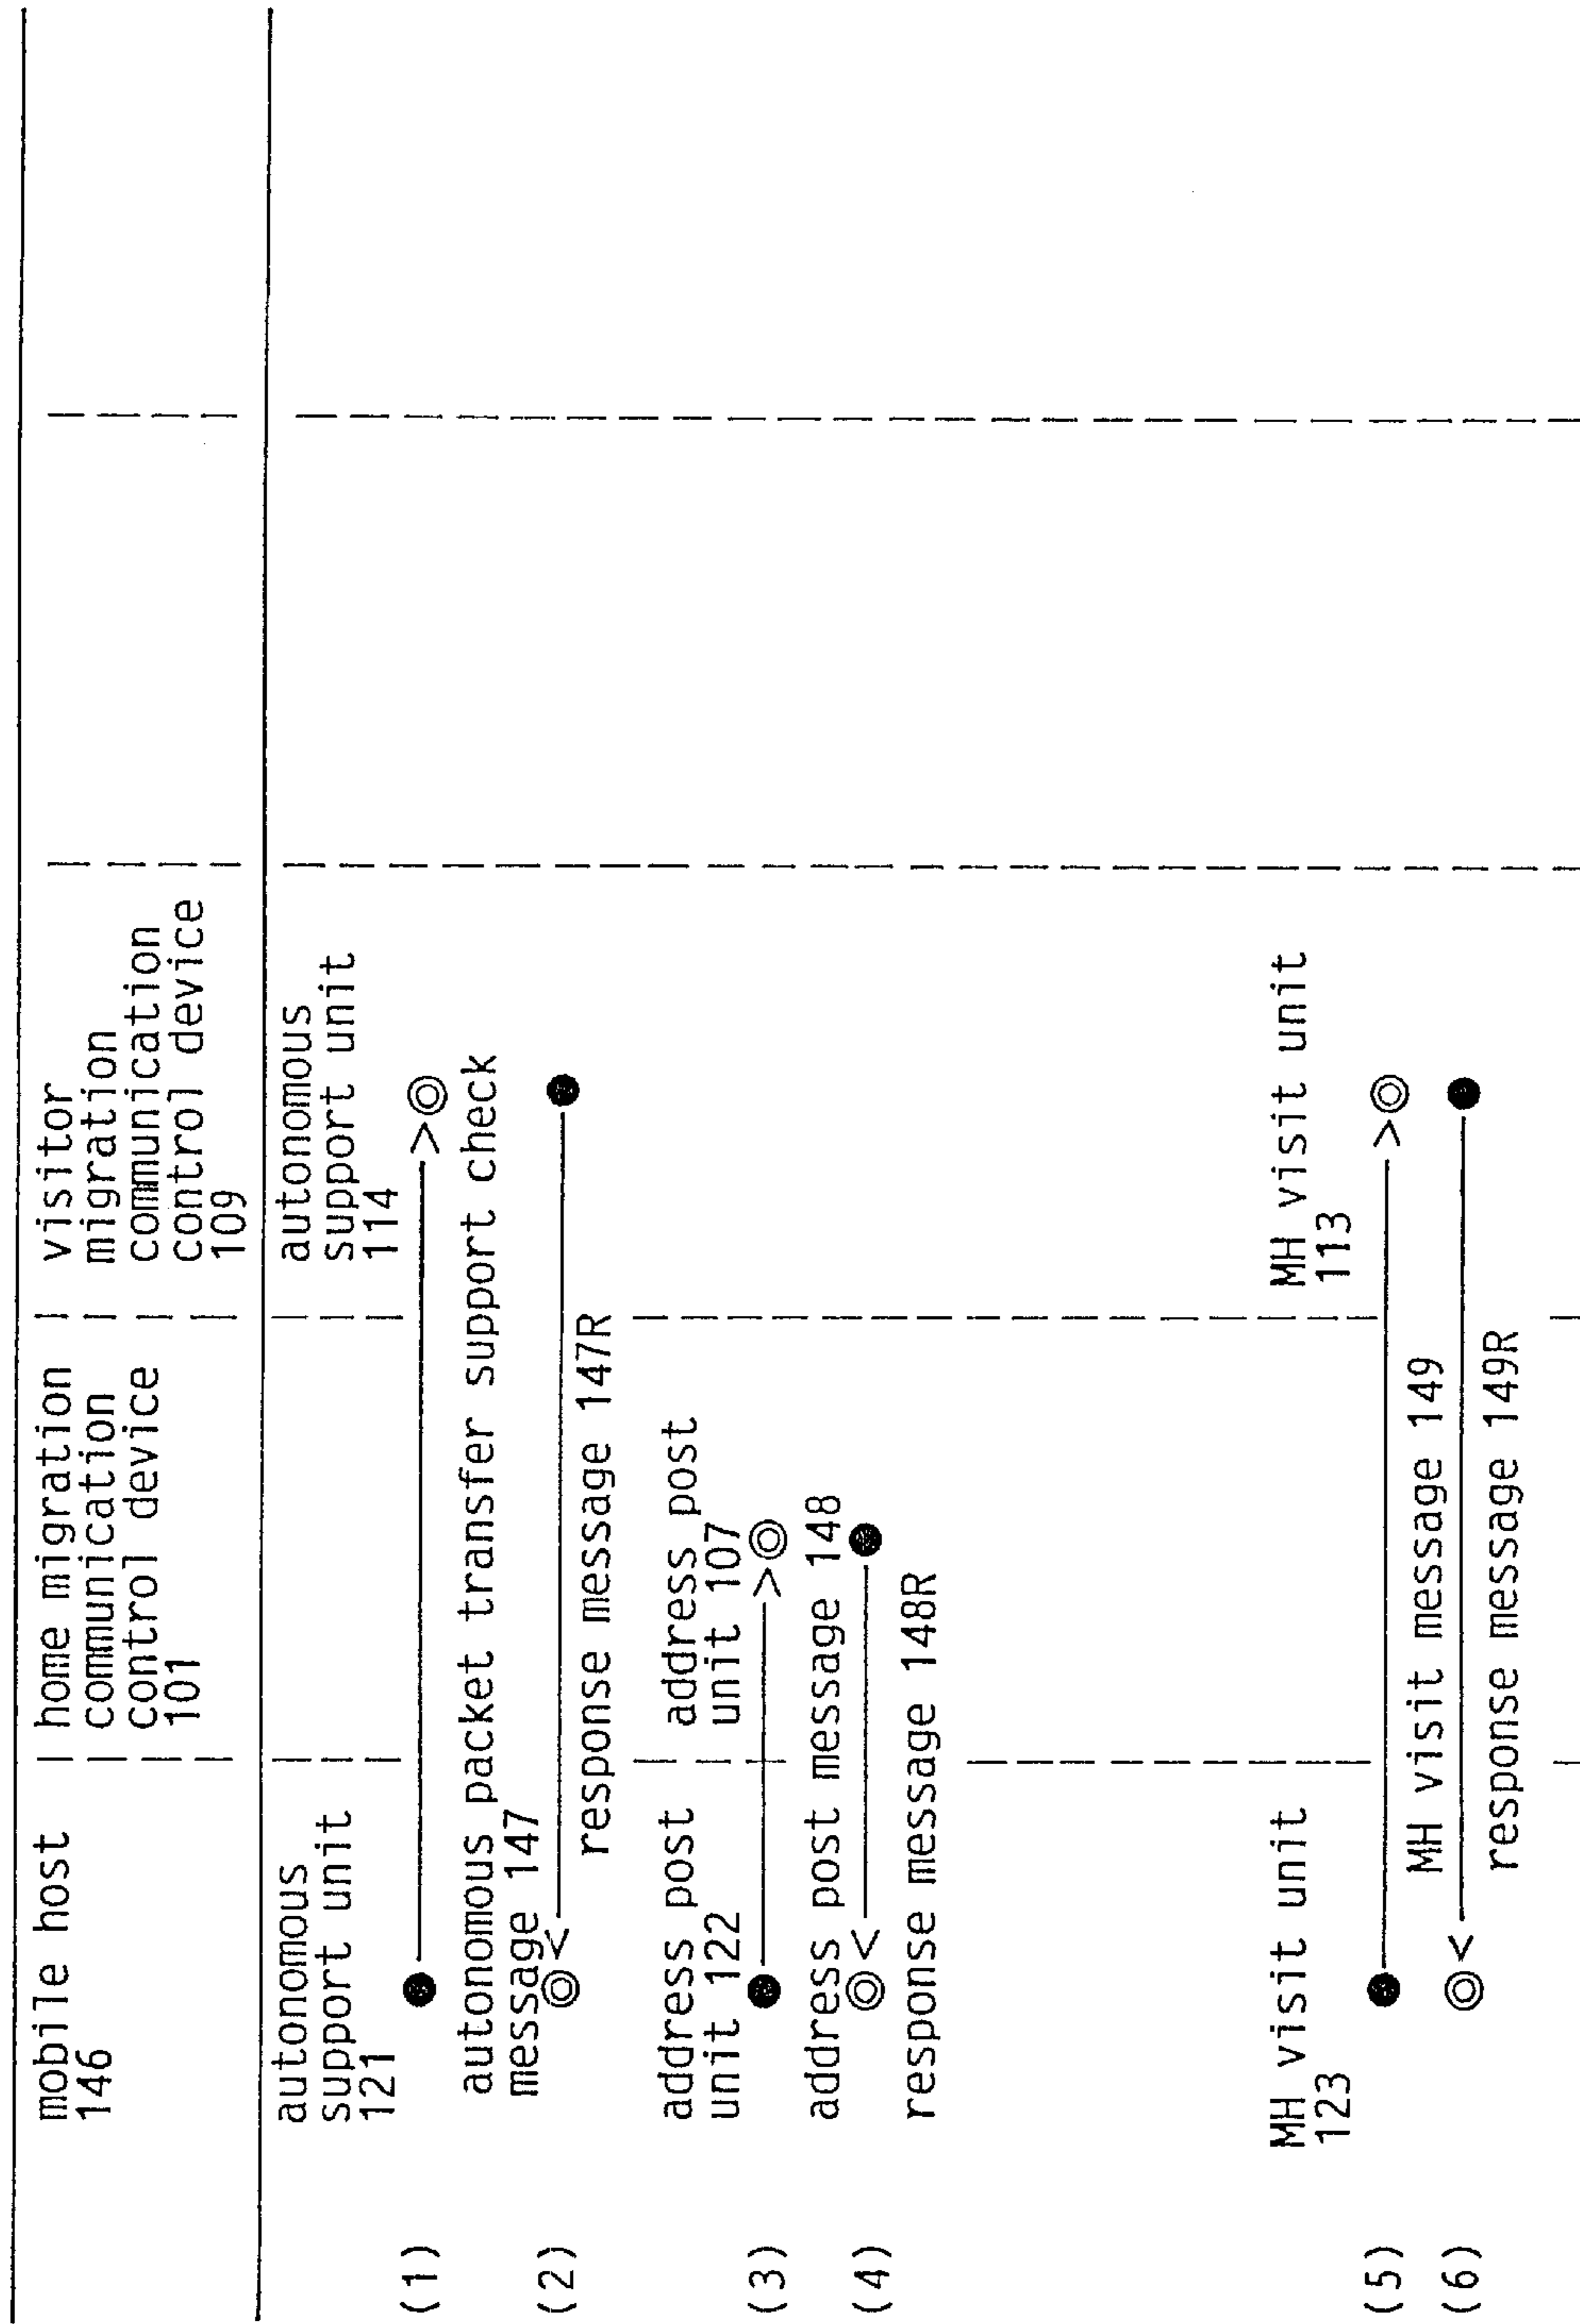 mobile host
146
home migration
communication
control device
101
visitor
migration
communication
control device
109
autonomous
support unit
121
autonomous
support unit
114
(1)
autonomous packet transfer support check
message 147
(2)
response message 147R
address post
unit 122
address post
unit 107
(3)
address post message 148
(4)
response message 148R
MH visit unit
123
MH visit unit
113
(5)
MH visit message 149
(6)
response message 149R